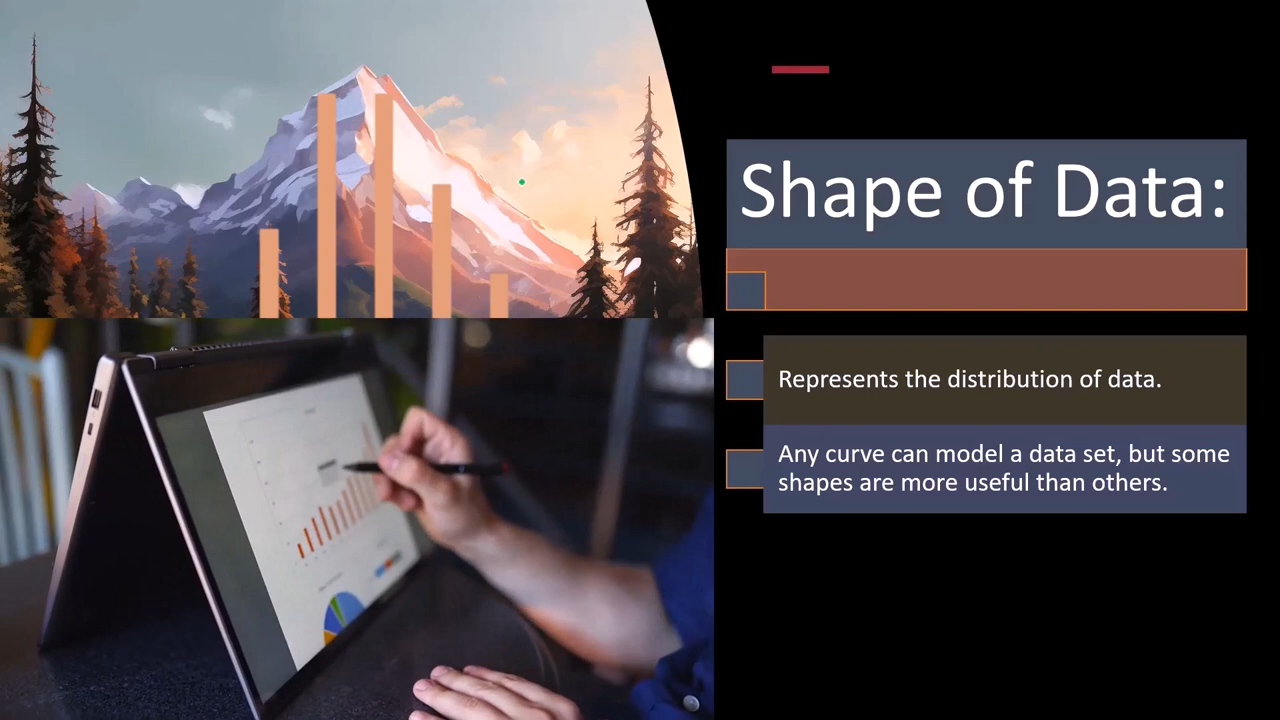 Shape of Data:
Represents the distribution of data.
Any curve can model a data set, but some
shapes are more useful than others.